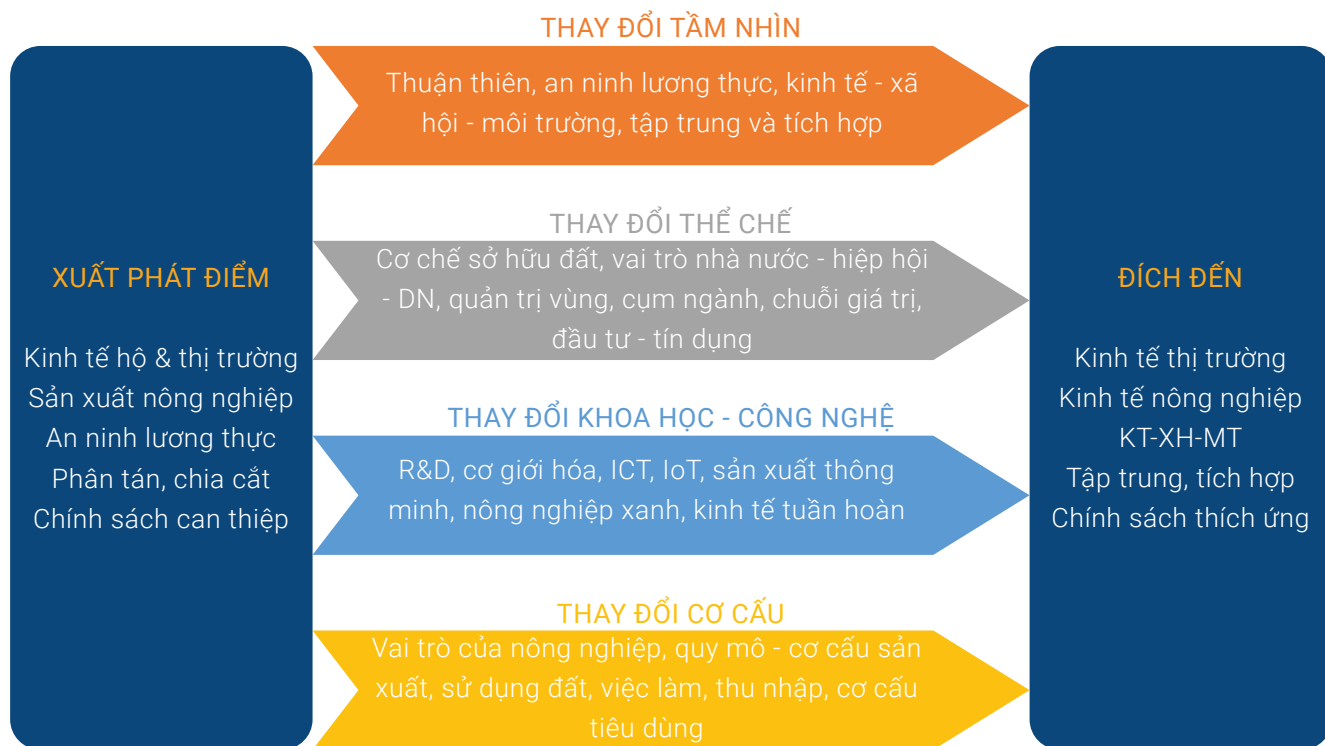 XUẤT PHÁT ĐIỂM
Kinh tế hộ & thị trường
Sản xuất nông nghiệp
An ninh lương thực
Phân tán, chia cắt
Chính sách can thiệp
THAY ĐỔI TẦM NHÌN
Thuận thiên, an ninh lương thực, kinh tế - xã
hội - môi trường, tập trung và tích hợp
THAY ĐỔI THỂ CHẾ
Cơ chế sở hữu đất, vai trò nhà nước - hiệp hội
- DN, quản trị vùng, cụm ngành, chuỗi giá trị,
đầu tư - tín dụng
THAY ĐỔI KHOA HỌC - CÔNG NGHỆ
R&D, cơ giới hóa, ICT, IoT, sản xuất thông
minh, nông nghiệp xanh, kinh tế tuần hoàn
THAY ĐỔI CƠ CẤU
Vai trò của nông nghiệp, quy mô - cơ cấu sản
xuất, sử dụng đất, việc làm, thu nhập, cơ cấu
tiêu dùng
ĐÍCH ĐẾN
Kinh tế thị trường
Kinh tế nông nghiệp
KT-XH-MT
Tập trung, tích hợp
Chính sách thích ứng